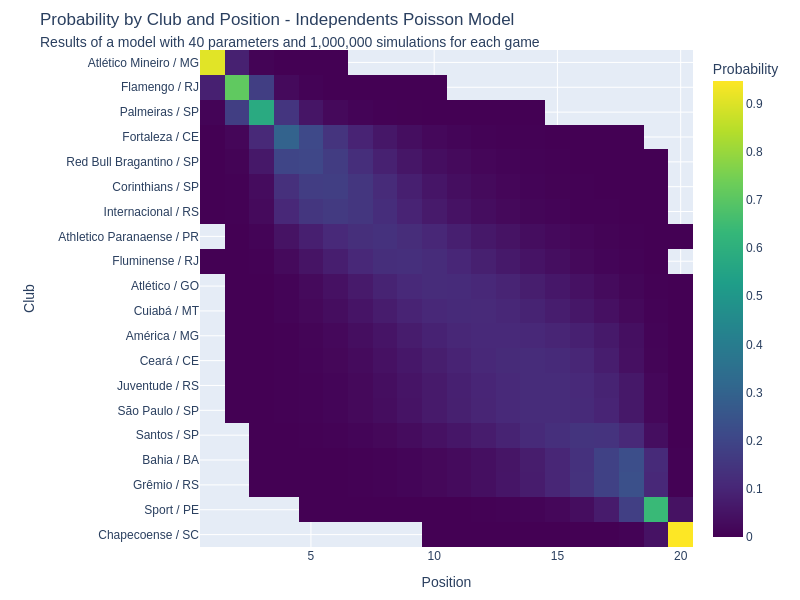 Probability by Club and Position - Independents Poisson Model
Results of a model with 40 parameters and 1,000,000 simulations for each game
Probability
Atlético Mineiro / MG
Flamengo / RJ
Palmeiras / SP
Fortaleza / CE
Red Bull Bragantino / SP
Corinthians / SP
Internacional / RS
Athletico Paranaense / PR
Fluminense / RJ
Atlético / GO
Cuiabá / MT
América / MG
Ceará / CE
Juventude / RS
São Paulo / SP
Santos / SP
Bahia / BA
Grêmio / RS
Sport / PE
Chapecoense / SC
Club
0.9
0.8
0.7
0.6
0.5
0.4
0.3
0.2
0.1
0
5
10
15
20
Position